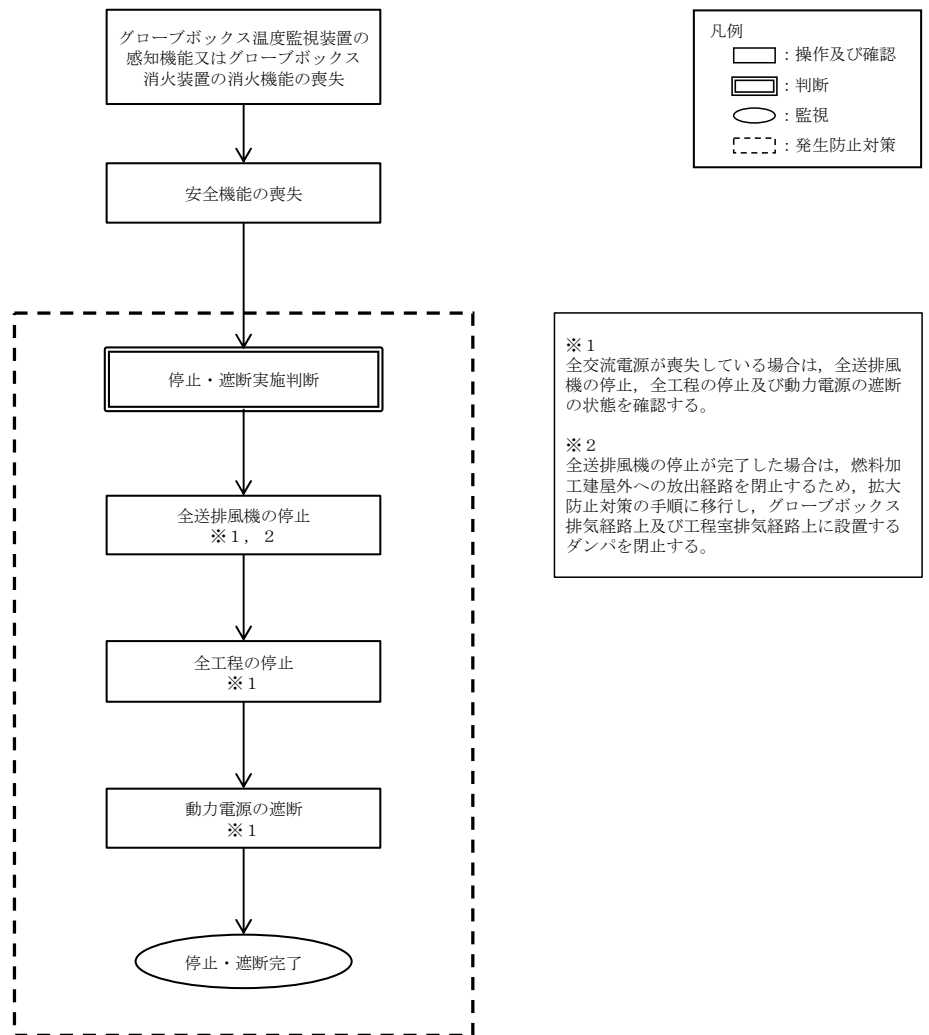 グローブボックス温度監視装置の
感知機能又はグローブボックス
消火装置の消火機能の喪失
安全機能の喪失
停止・遮断実施判断
全送排風機の停止
※１，２
全工程の停止
※１
動力電源の遮断
※１
停止・遮断完了
凡例
：操作及び確認
：判断
：監視
：発生防止対策
※１
全交流電源が喪失している場合は，全送排風
機の停止，全工程の停止及び動力電源の遮断
の状態を確認する。
※２
全送排風機の停止が完了した場合は，燃料加
工建屋外への放出経路を閉止するため，拡大
防止対策の手順に移行し，グローブボックス
排気経路上及び工程室排気経路上に設置する
ダンパを閉止する。